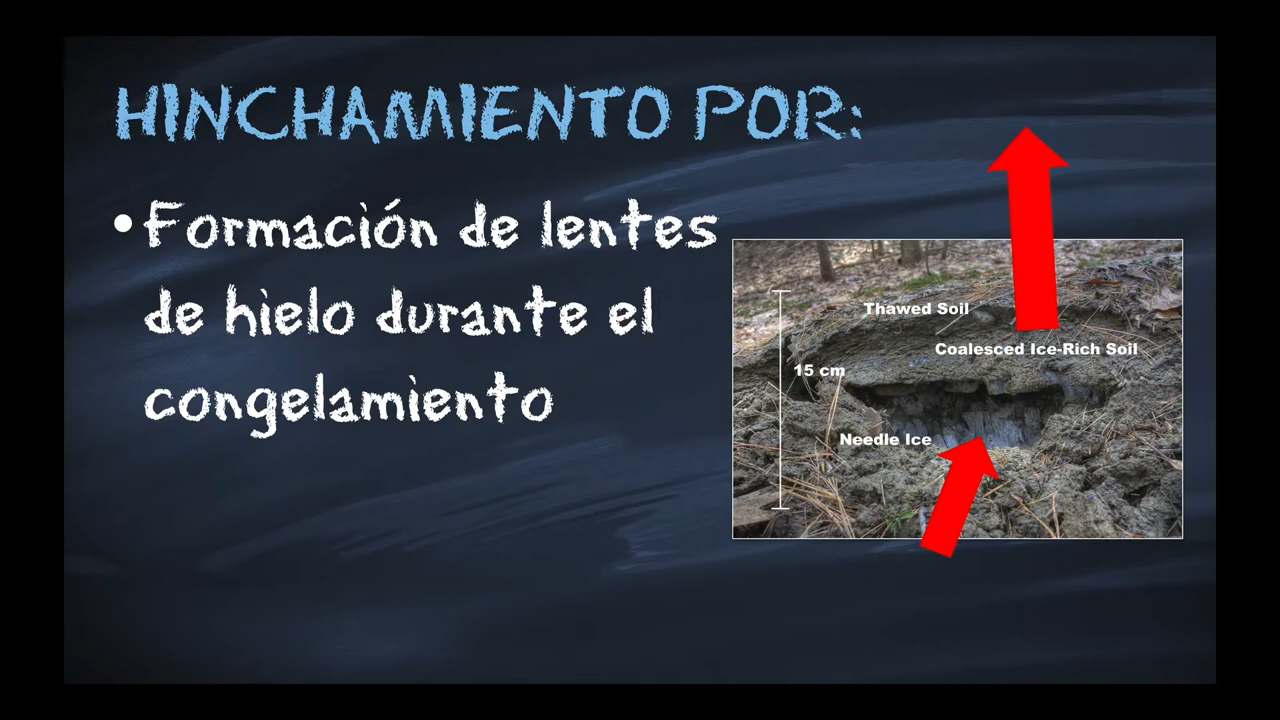 HINCHAMIENTO POR:
• Formación de lentes
de hielo durante el
congelamiento
Thawed Soil
Coalesced Ice-Rich Soil
15 cm
Needle Ice